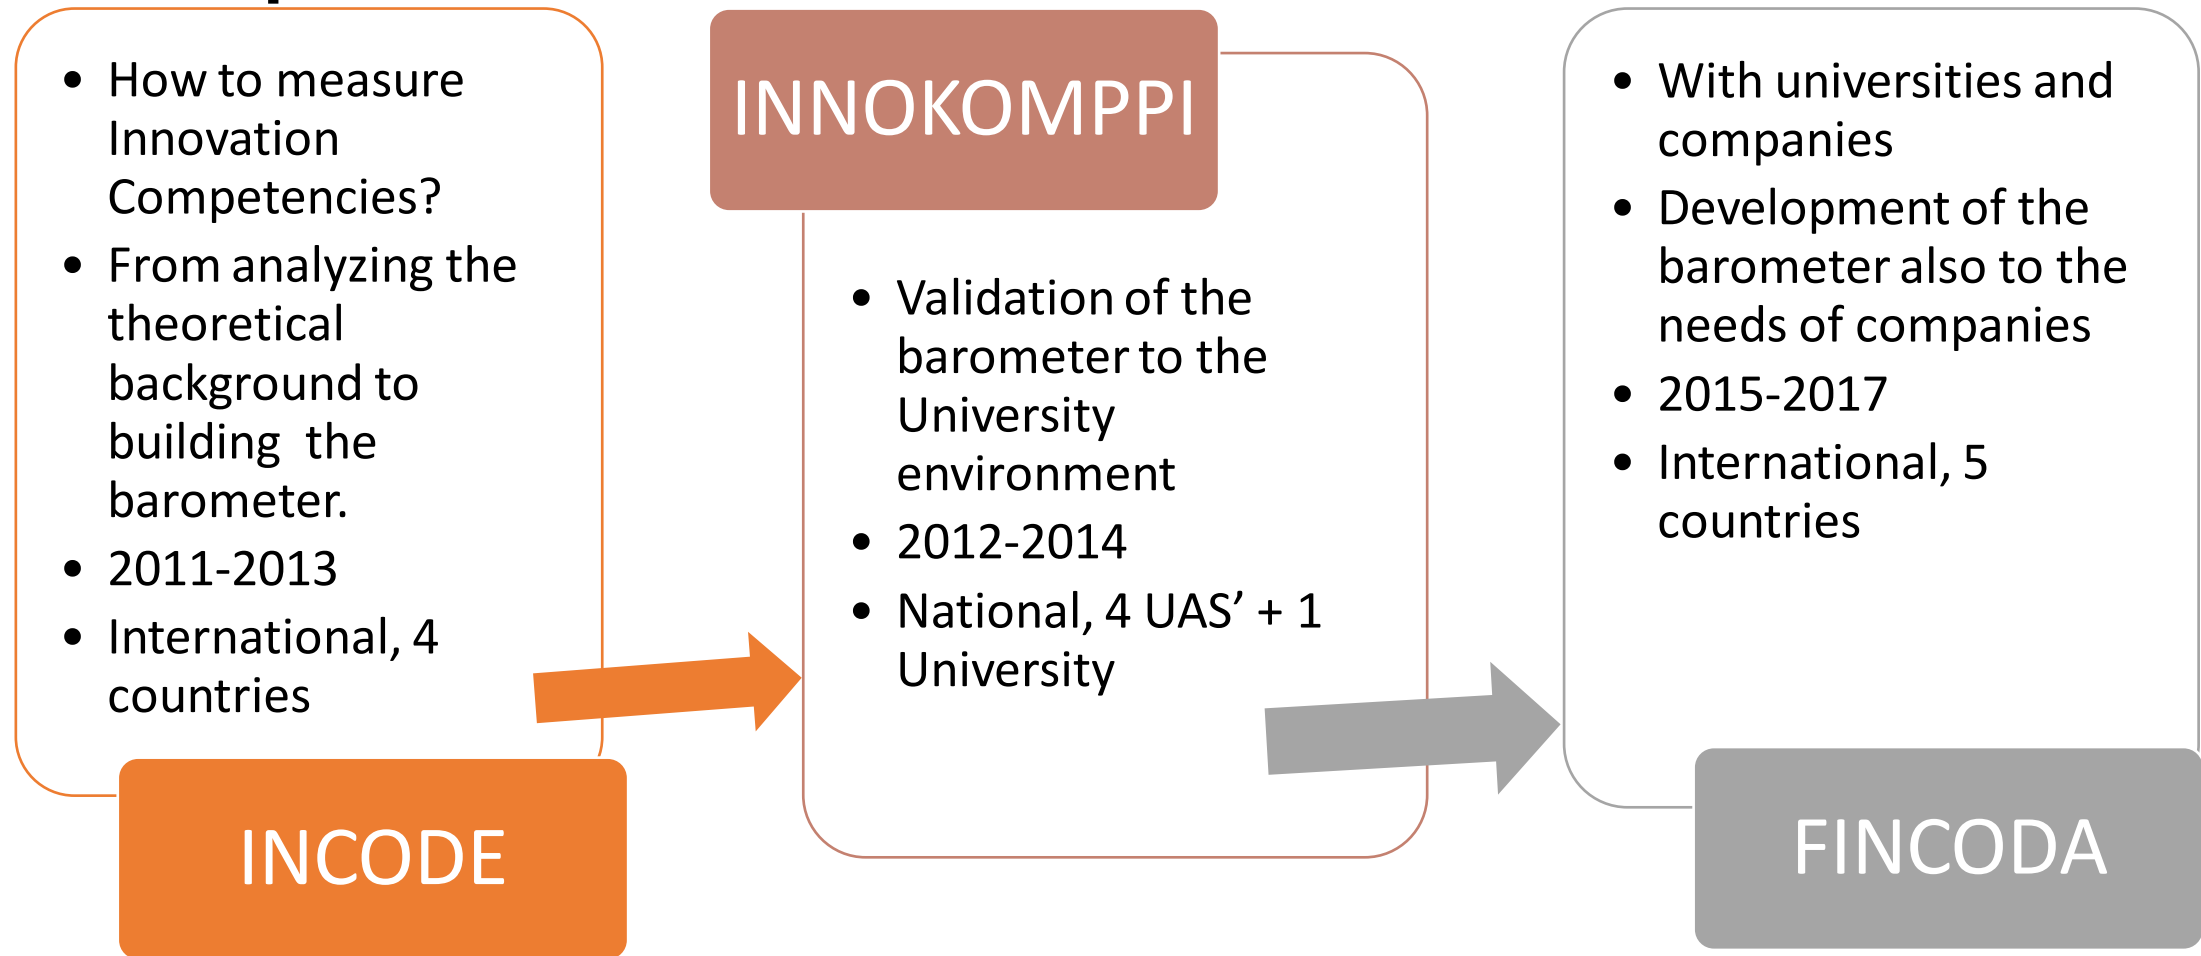 • How to measure
Innovation
Competencies?
• From analyzing the
theoretical
background to
building the
barometer.
• 2011-2013
• International, 4
countries
INCODE
INNOKOMPPI
• Validation of the
barometer to the
University
environment
• 2012-2014
• National, 4 UAS’ + 1
University
• With universities and
companies
• Development of the
barometer also to the
needs of companies
• 2015-2017
• International, 5
countries
FINCODA